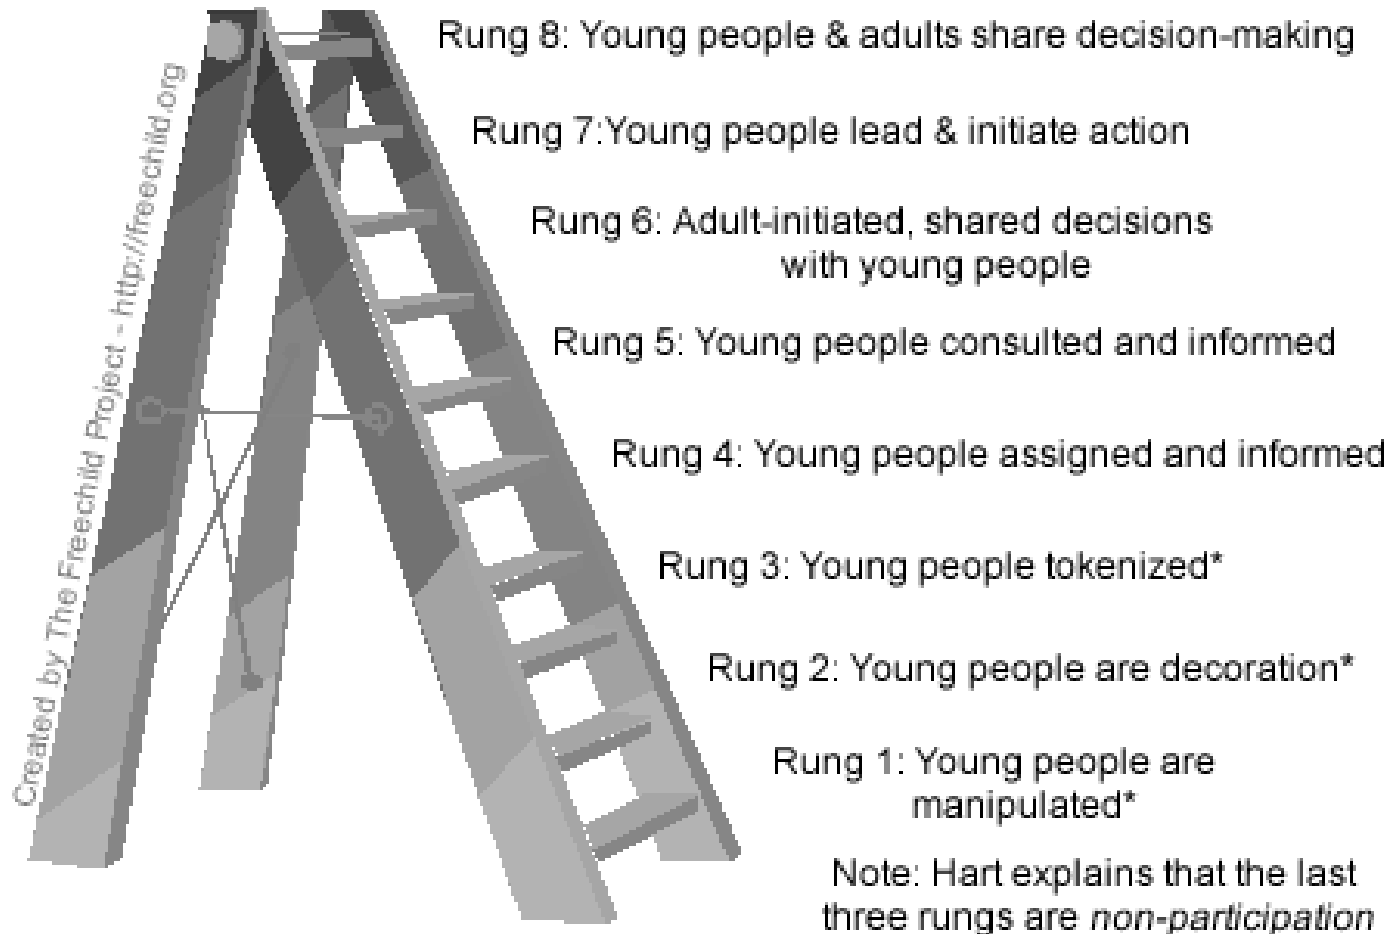 Rung 8: Young people & adults share decision-making
Rung 7:Young people lead & initiate action
Rung 6: Adult-initiated, shared decisions
with young people
Rung 5: Young people consulted and informed
Rung 4: Young people assigned and informed
Rung 3: Young people tokenized*
Rung 2: Young people are decoration*
Rung 1: Young people are
manipulated*
Note: Hart explains that the last
three rungs are non-participation
Created by The Freechild Project - http://freechild.org